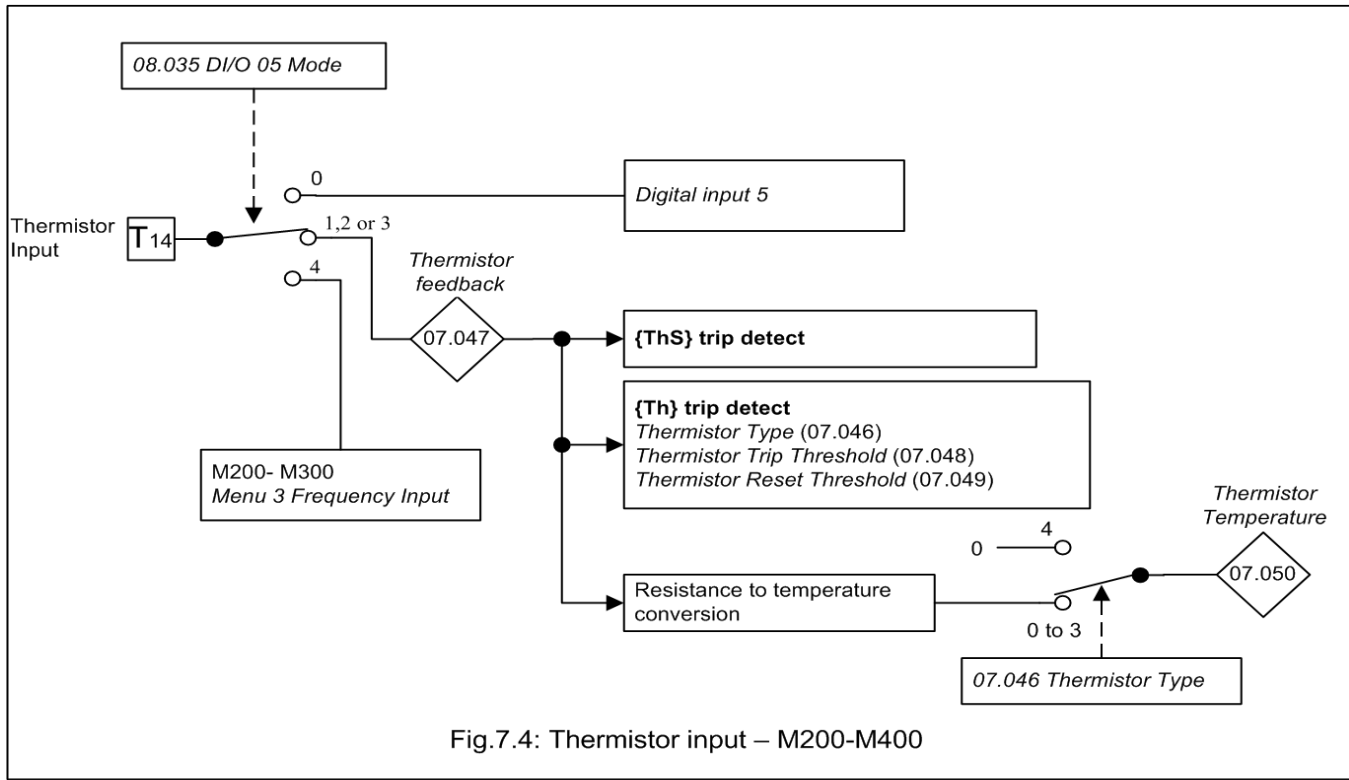 08.035 DI/O 05 Mode
0
Digital input 5
Thermistor
Input
T14
1,2 or 3
4
Thermistor
feedback
07.047
{ThS} trip detect
{Th} trip detect
Thermistor Type (07.046)
Thermistor Trip Threshold (07.048)
Thermistor Reset Threshold (07.049)
M200- M300
Menu 3 Frequency Input
Thermistor
Temperature
4
0
07.050
Resistance to temperature
conversion
0 to 3
07.046 Thermistor Type
Fig.7.4: Thermistor input – M200-M400